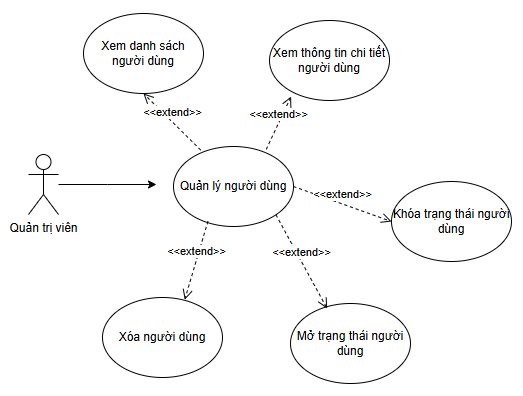 Xem danh sách
người dùng
Xem thông tin chi tiết
người dùng
<<extend>>
<<extend>>
Quản lý người dùng
<<extend>>
Khóa trạng thái người
dùng
Quản trị viên
<<extend>>
<<extend>>
Xóa người dùng
Mở trạng thái người
dùng